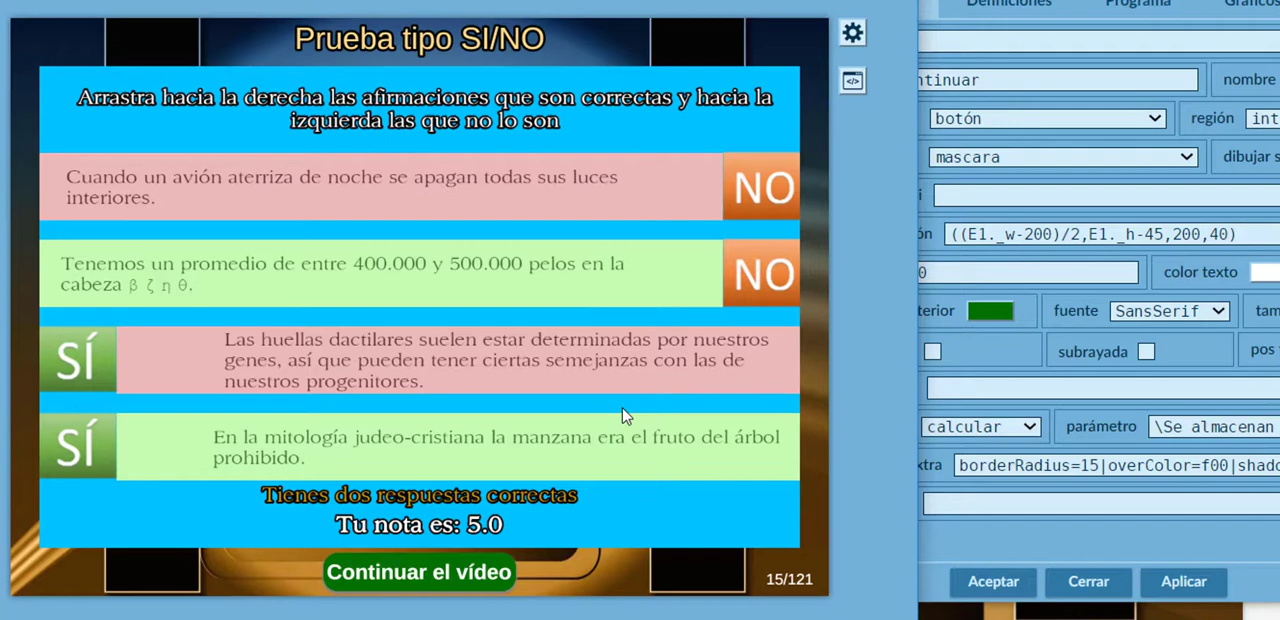 Prueba tipo SI/NO
Arrastra hacia la derecha las afirmaciones que son correctas y hacia la
izquierda las que no lo son
Cuando un avión aterriza de noche se apagan todas sus luces
interiores.
NO
Tenemos un promedio de entre 400.000 y 500.000 pelos en la
cabeza β ζ η θ.
NO
SÍ
Las huellas dactilares suelen estar determinadas por nuestros
genes, así que pueden tener ciertas semejanzas con las de
nuestros progenitores.
SÍ
En la mitología judeo-cristiana la manzana era el fruto del árbol
prohibido.
Tienes dos respuestas correctas
Tu nota es: 5.0
Continuar el vídeo
15/121
Definiciones Programa Gráficos
ntinuar nombre
botón región int
mascara dibujar s
i
ón ((E1._w-200)/2,E1._h-45,200,40)
0 color texto
terior fuente SansSerif tam
subrayada pos
calcular parámetro \Se almacenan
xtra borderRadius=15|overColor=f00|shado
Aceptar Cerrar Aplicar